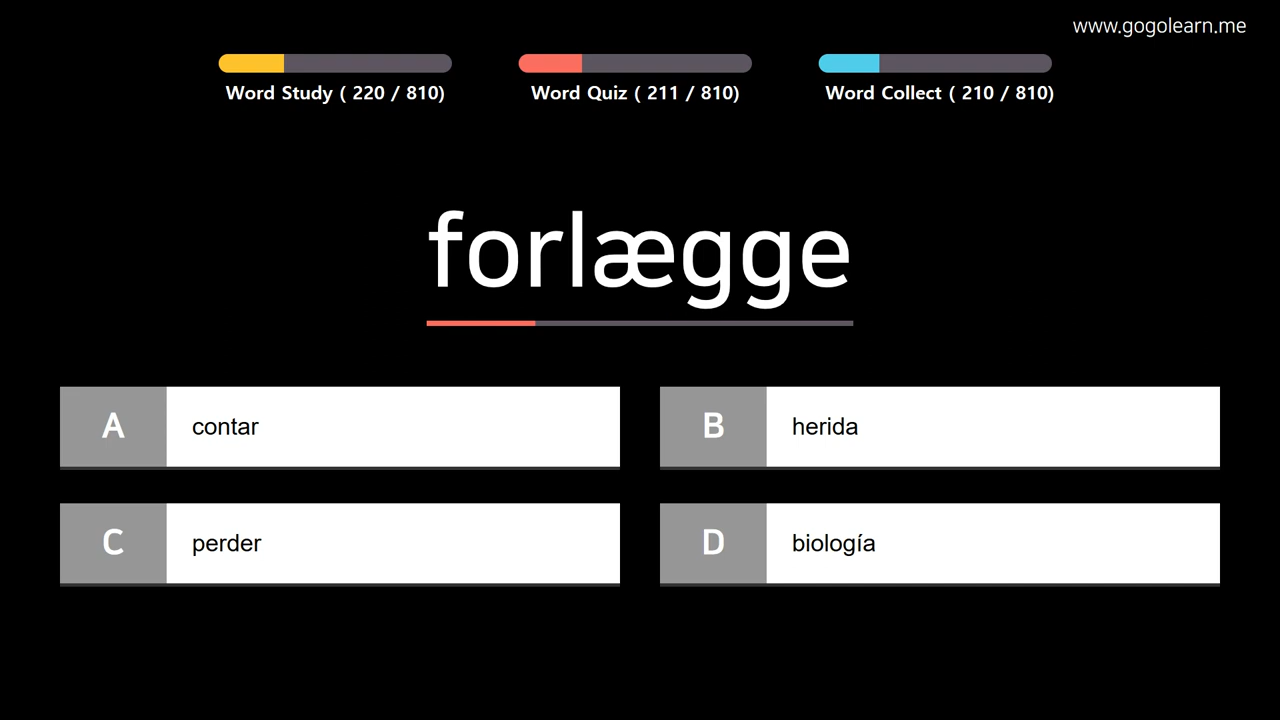 www.gogolearn.me
Word Study ( 220 / 810)
Word Quiz ( 211 / 810)
Word Collect ( 210 / 810)
forlægge
A contar
B herida
C perder
D biología